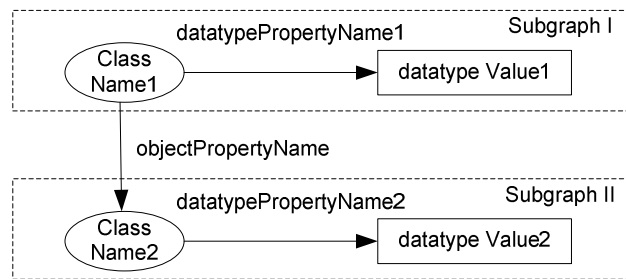 Subgraph I
datatypePropertyName1
Class
Name1
datatype Value1
objectPropertyName
Subgraph II
datatypePropertyName2
Class
Name2
datatype Value2